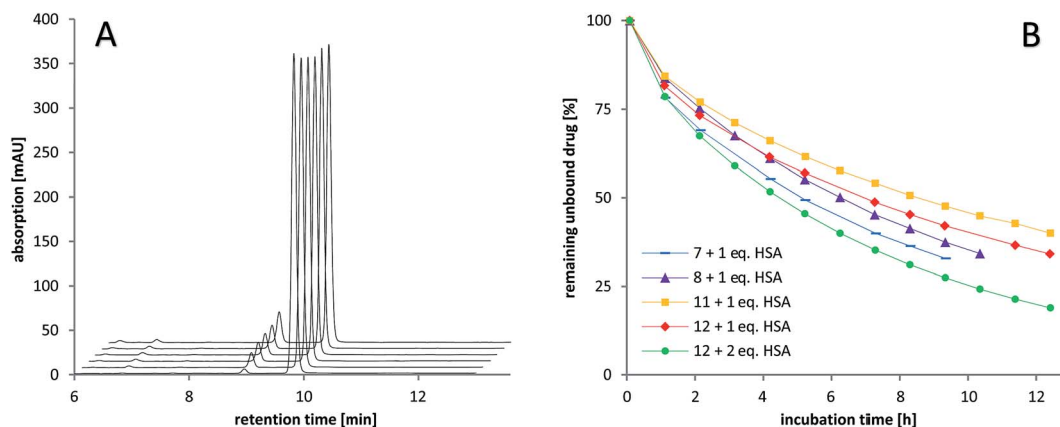 A
absorption [mAU]
400
350
300
250
200
150
100
50
0
6 8 10 12
retention time [min]
B
remaining unbound drug [%]
100
75
50
25
0
7 + 1 eq. HSA
8 + 1 eq. HSA
11 + 1 eq. HSA
12 + 1 eq. HSA
12 + 2 eq. HSA
0 2 4 6 8 10 12
incubation time [h]